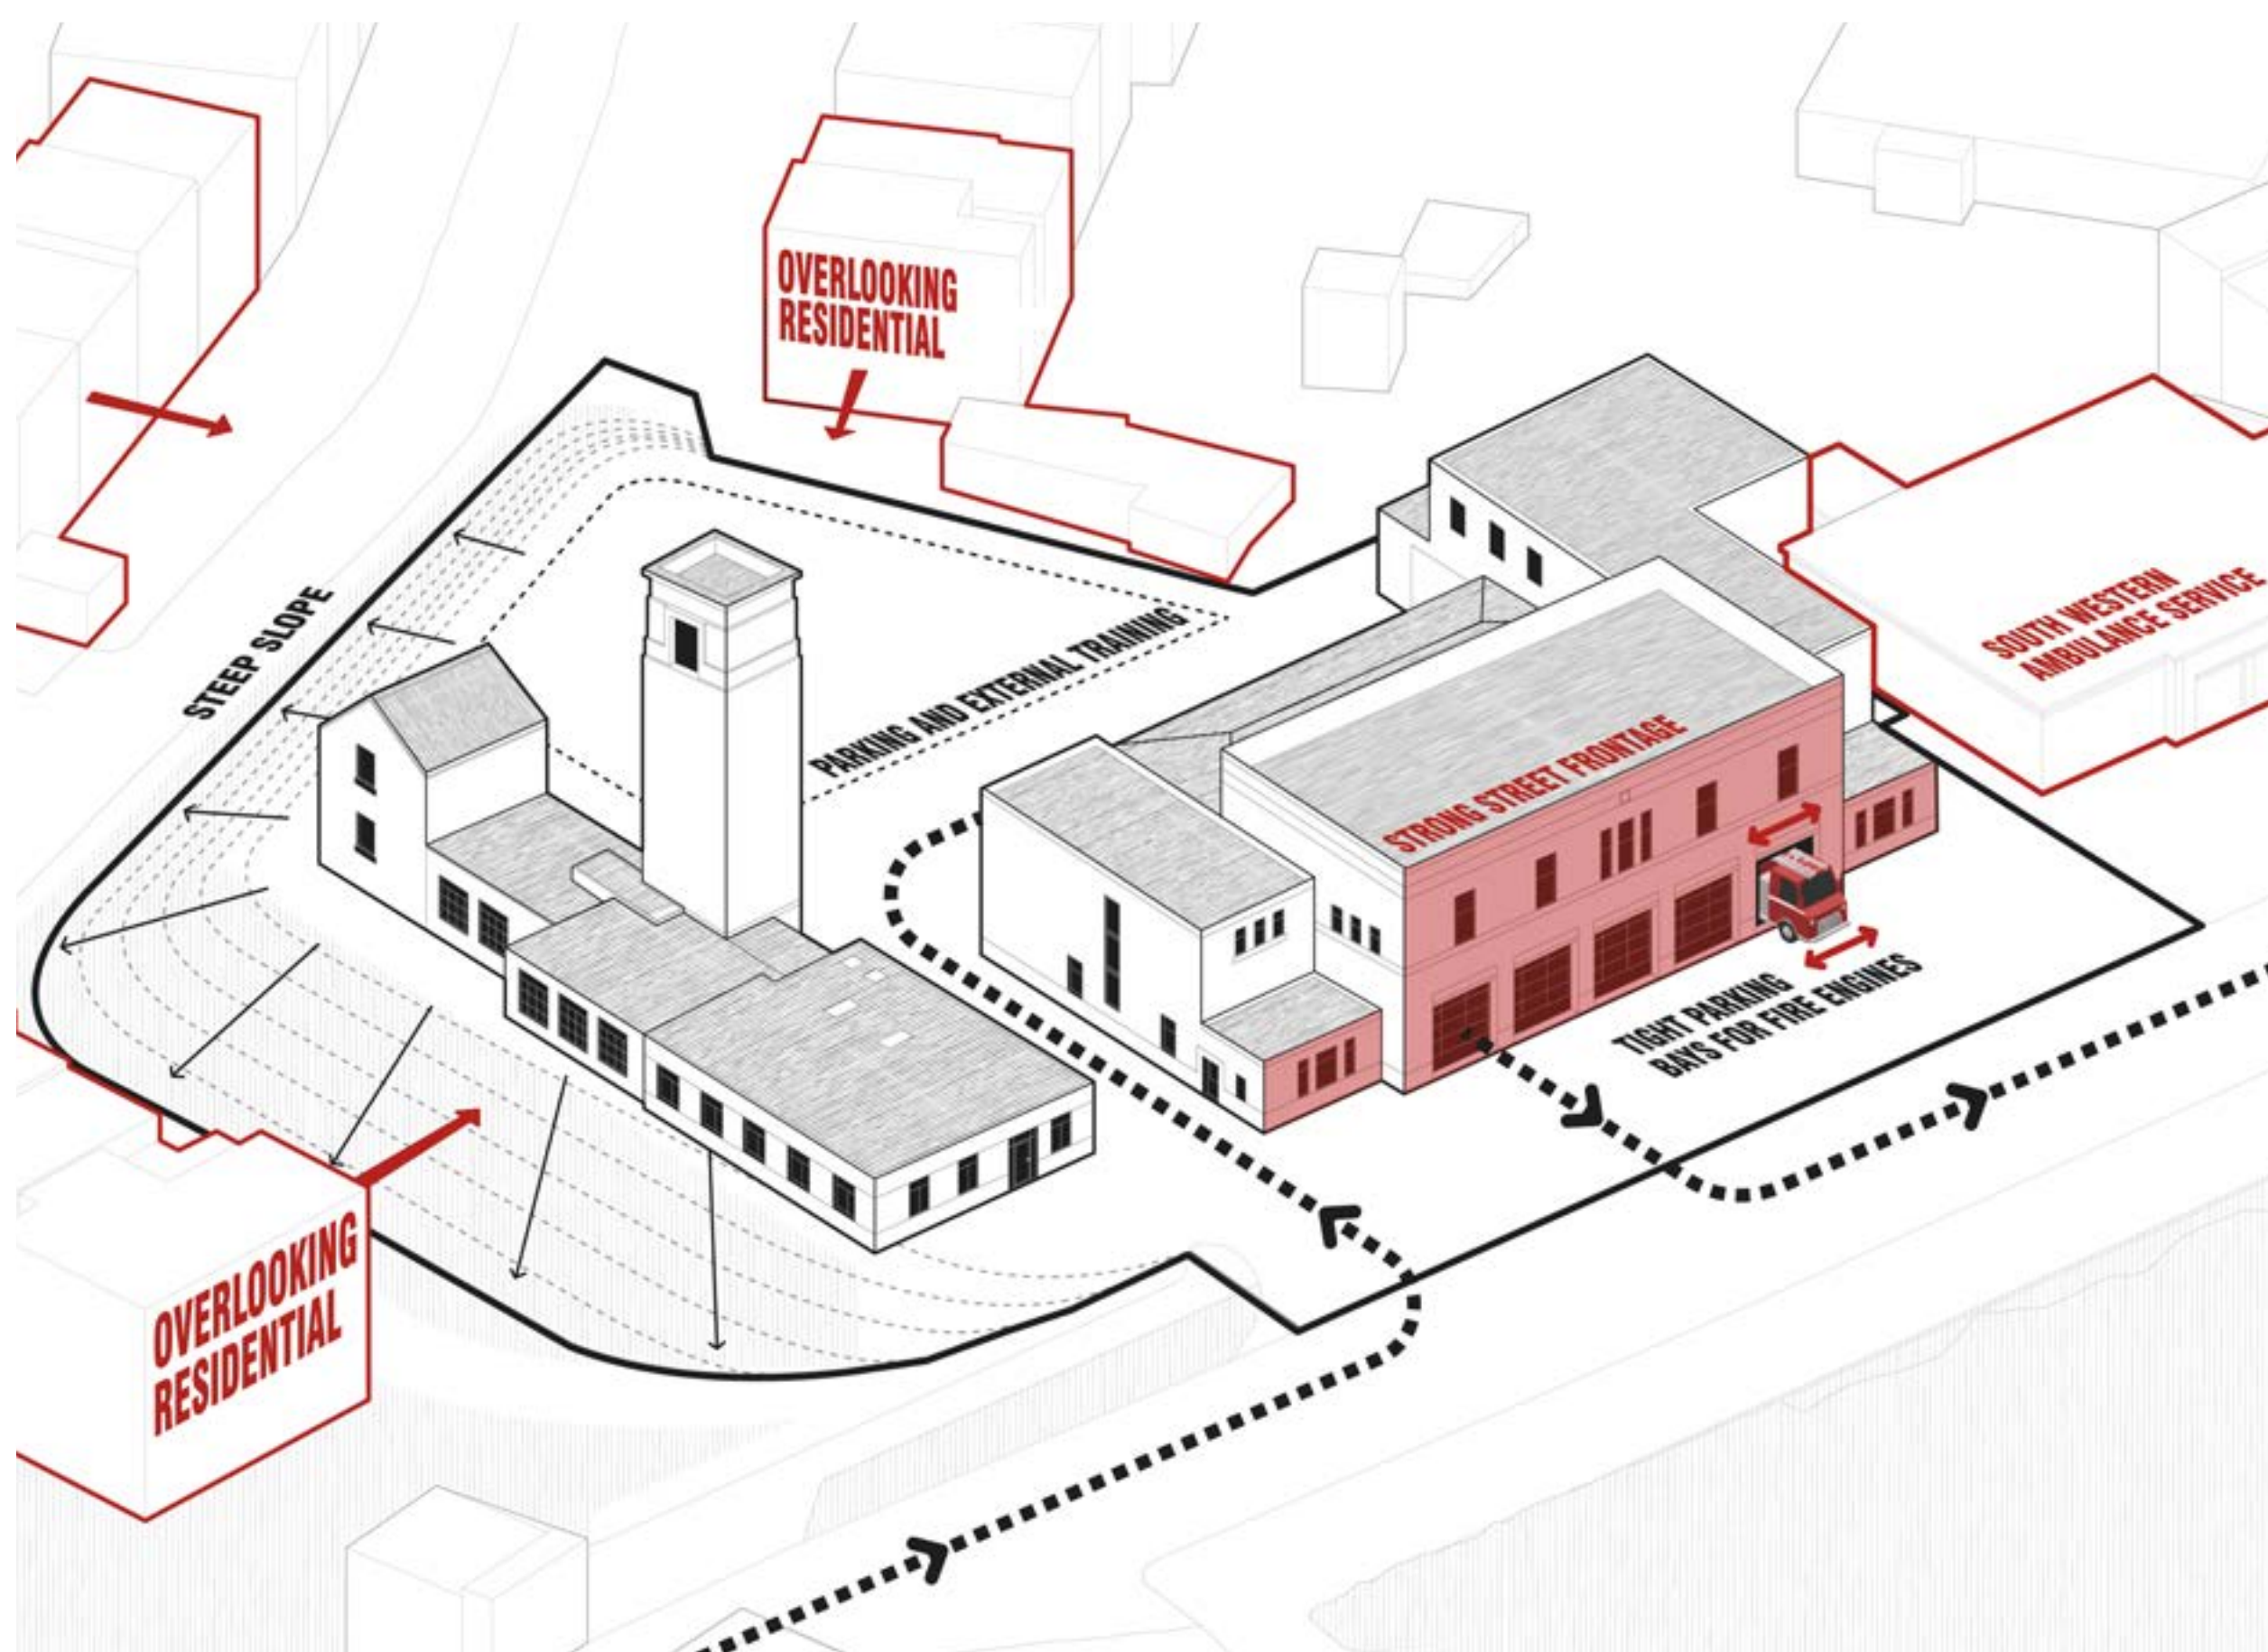 OVERLOOKING
RESIDENTIAL
STEEP SLOPE
PARKING AND EXTERNAL TRAINING
SOUTH WESTERN
AMBULANCE SERVICE
STRONG STREET FRONTAGE
TIGHT PARKING
BAYS FOR FIRE ENGINES
OVERLOOKING
RESIDENTIAL